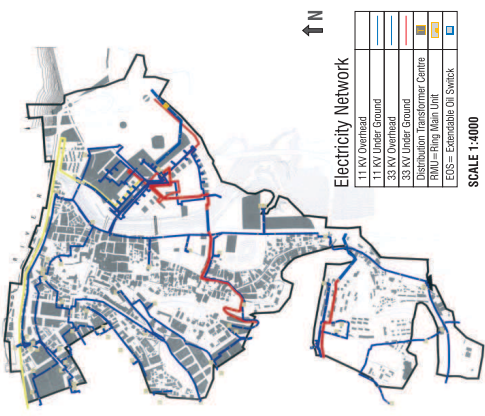 N
Electricity Network
11 KV Overhead
11 KV Under Ground
33 KV Overhead
33 KV Under Ground
Distribution Transformer Centre
RMU=Ring Main Unit
EOS= Extendable Oil Switck
SCALE 1:4000